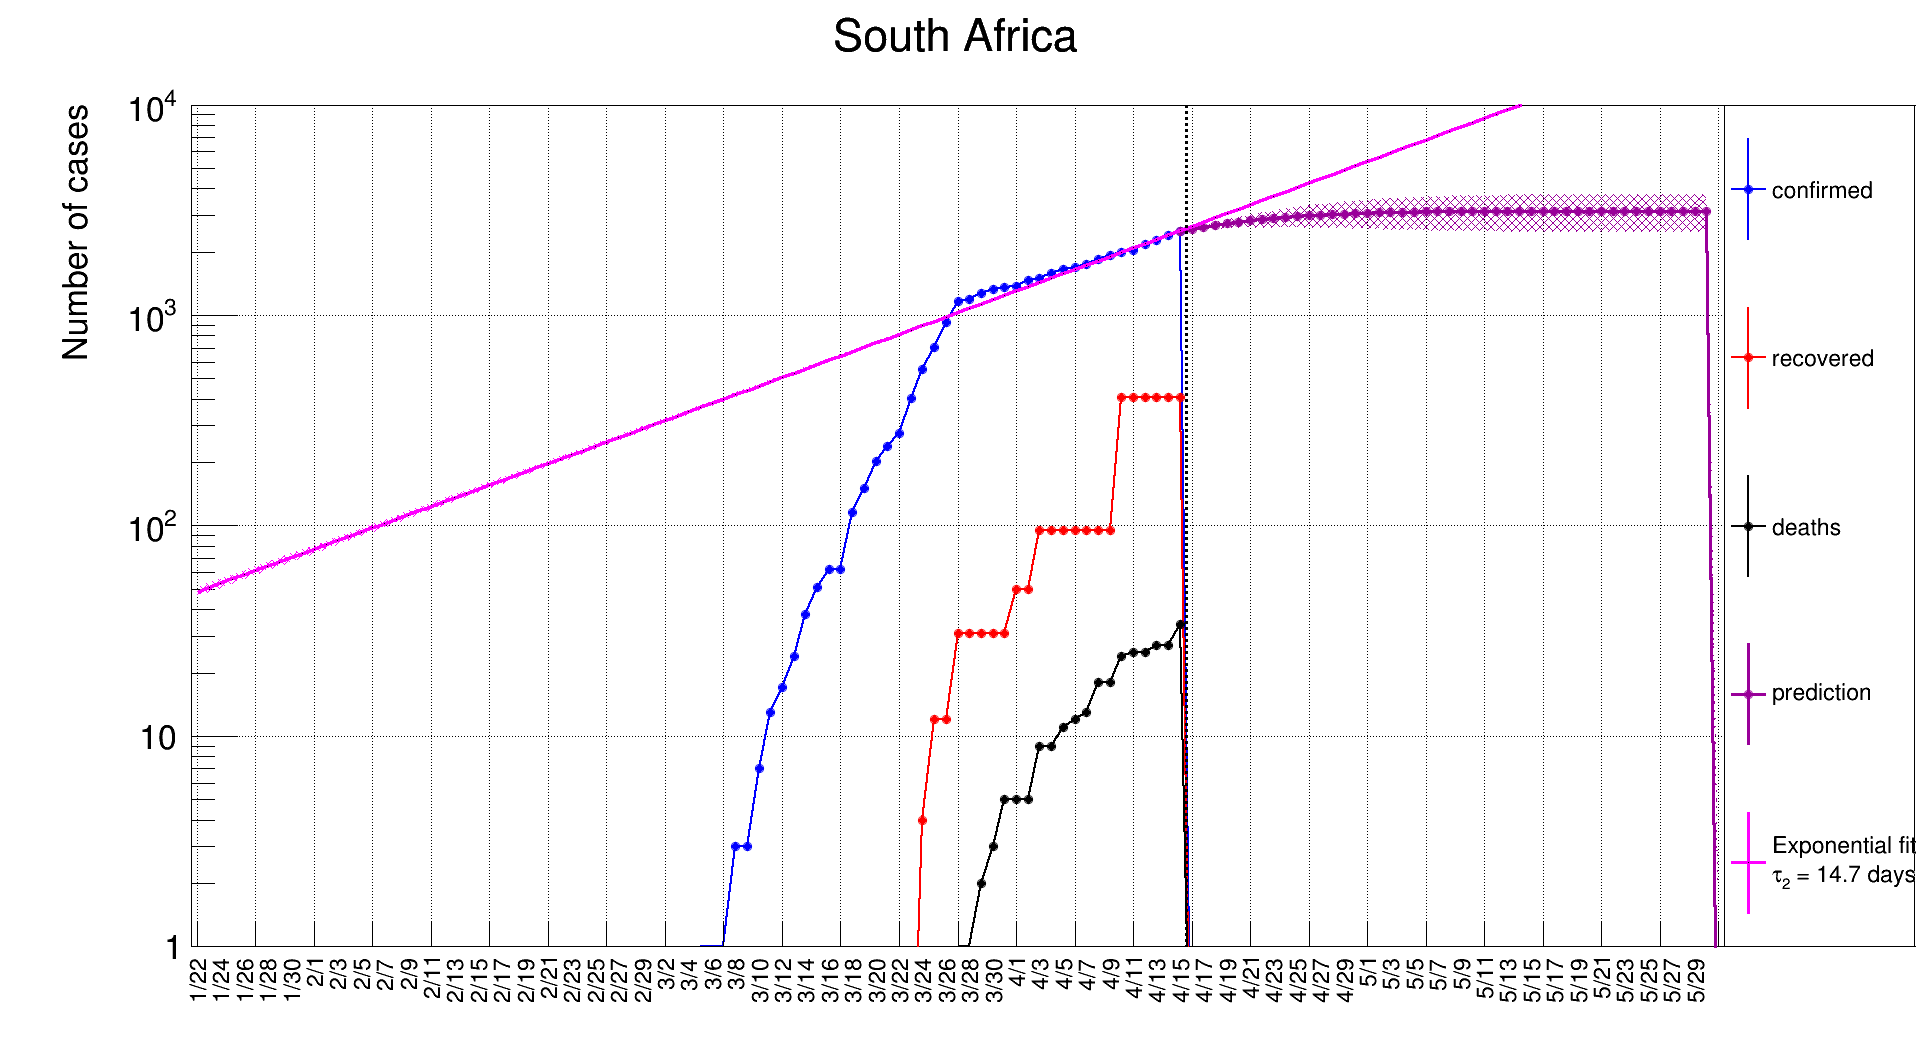 South Africa
Number of cases
10^4
10^3
10^2
10
1
1/22 1/24 1/26 1/28 1/30 2/1 2/3 2/5 2/7 2/9 2/11 2/13 2/15 2/17 2/19 2/21 2/23 2/25 2/27 2/29 3/2 3/4 3/6 3/8 3/10 3/12 3/14 3/16 3/18 3/20 3/22 3/24 3/26 3/28 3/30 4/1 4/3 4/5 4/7 4/9 4/11 4/13 4/15 4/17 4/19 4/21 4/23 4/25 4/27 4/29 5/1 5/3 5/5 5/7 5/9 5/11 5/13 5/15 5/17 5/19 5/21 5/23 5/25 5/27 5/29
confirmed
recovered
deaths
prediction
Exponential fit
τ₂ = 14.7 days